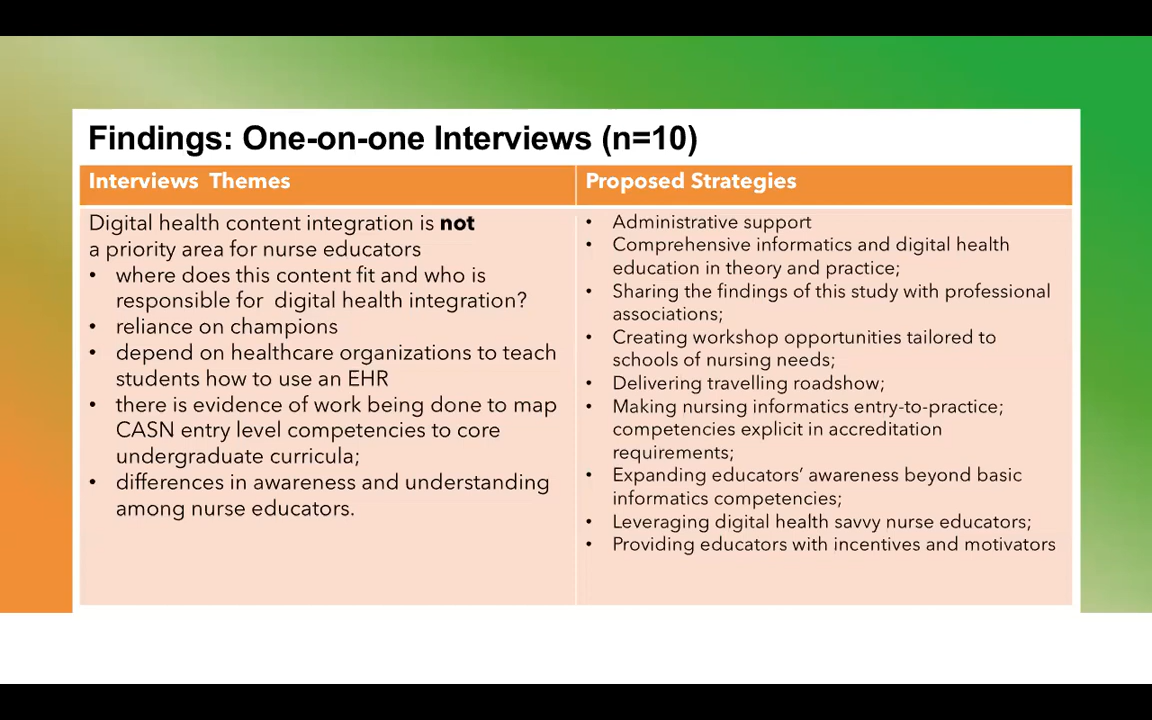 Findings: One-on-one Interviews (n=10)
Interviews Themes
Digital health content integration is not
a priority area for nurse educators
• where does this content fit and who is
responsible for digital health integration?
• reliance on champions
• depend on healthcare organizations to teach
students how to use an EHR
• there is evidence of work being done to map
CASN entry level competencies to core
undergraduate curricula;
• differences in awareness and understanding
among nurse educators.
Proposed Strategies
• Administrative support
• Comprehensive informatics and digital health
education in theory and practice;
• Sharing the findings of this study with professional
associations;
• Creating workshop opportunities tailored to
schools of nursing needs;
• Delivering travelling roadshow;
• Making nursing informatics entry-to-practice;
competencies explicit in accreditation
requirements;
• Expanding educators’ awareness beyond basic
informatics competencies;
• Leveraging digital health savvy nurse educators;
• Providing educators with incentives and motivators